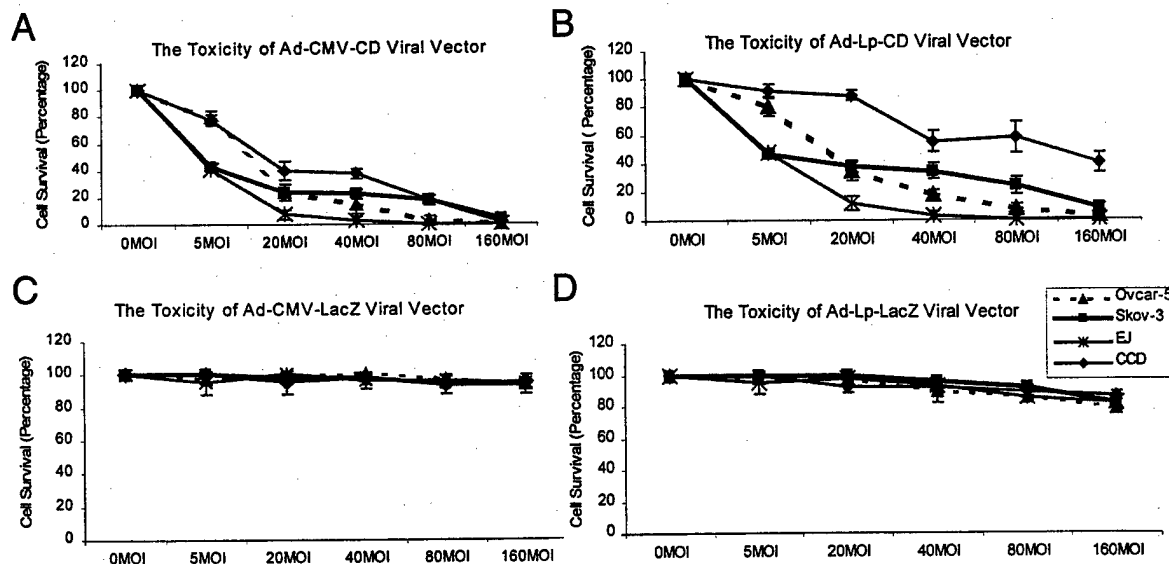 A
The Toxicity of Ad-CMV-CD Viral Vector
Cell Survival (Percentage)
120
100
80
60
40
20
0
0MOI 5MOI 20MOI 40MOI 80MOI 160MOI
B
The Toxicity of Ad-Lp-CD Viral Vector
Cell Survival ( Percentage)
120
100
80
60
40
20
0
0MOI 5MOI 20MOI 40MOI 80MOI 160MOI
C
The Toxicity of Ad-CMV-LacZ Viral Vector
Cell Survival (Percentage)
120
100
80
60
40
20
0
0MOI 5MOI 20MOI 40MOI 80MOI 160MOI
D
The Toxicity of Ad-Lp-LacZ Viral Vector
Cell Survival (Percentage)
120
100
80
60
40
20
0
0MOI 5MOI 20MOI 40MOI 80MOI 160MOI
Ovcar-5
Skov-3
EJ
CCD